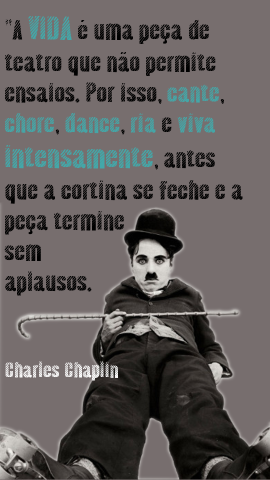 "A VIDA é uma peça de
teatro que não permite
ensaios. Por isso, cante,
chore, dance, ria e viva
intensamente, antes
que a cortina se feche e a
peça termine
sem
aplausos.
Charles Chaplin